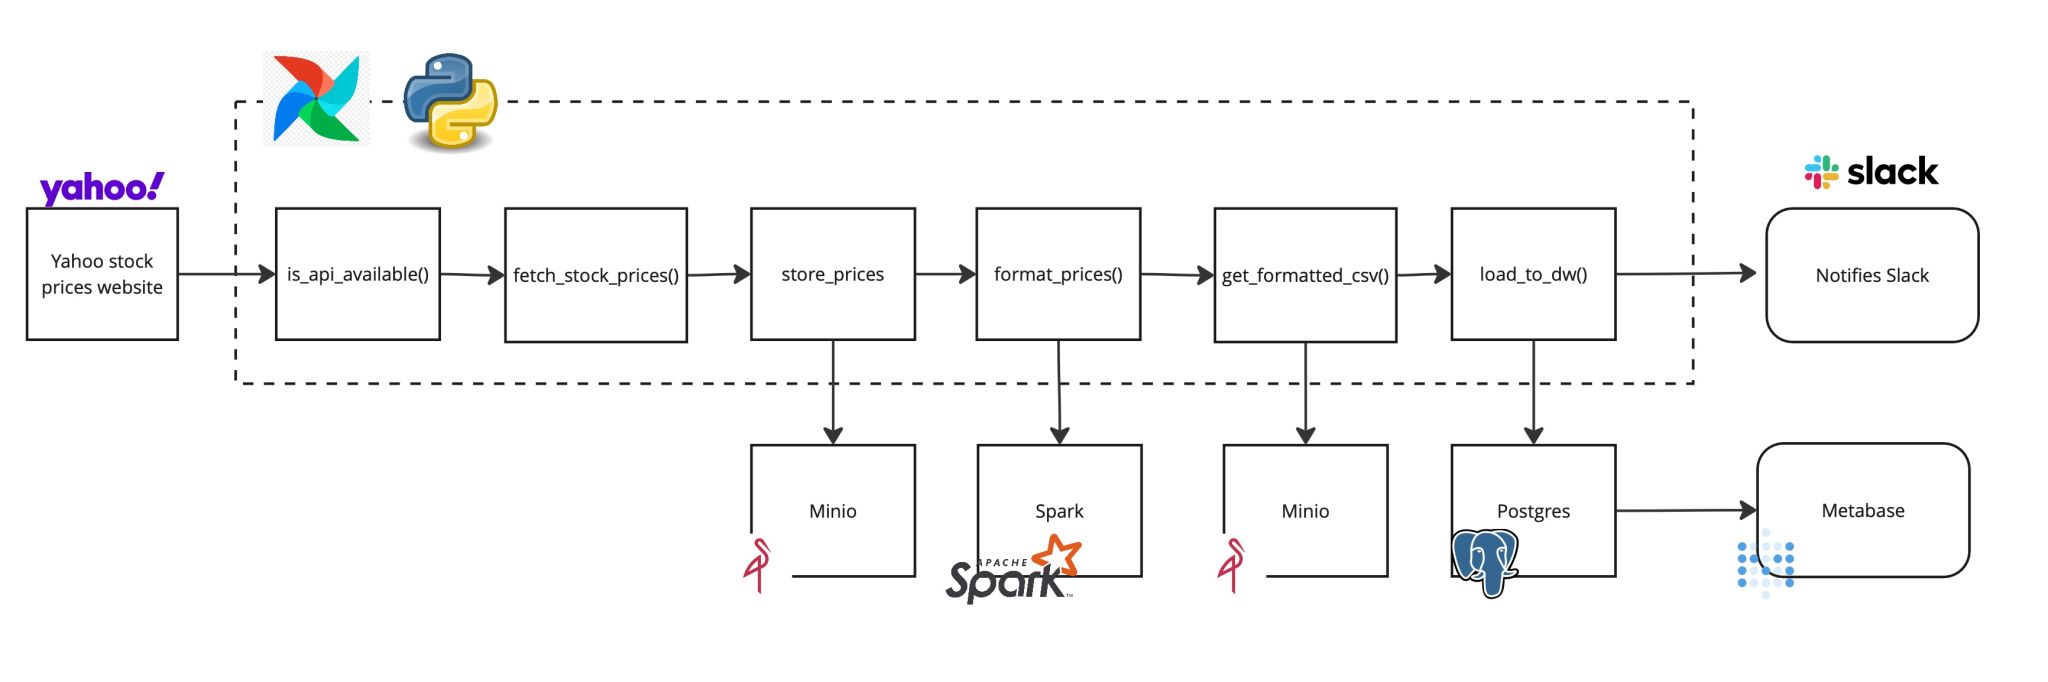 yahoo!
slack
Yahoo stock
prices website
is_api_available()
fetch_stock_prices()
store_prices
format_prices()
get_formatted_csv()
load_to_dw()
Notifies Slack
Minio
Spark
APACHE
Spark™
Minio
Postgres
Metabase